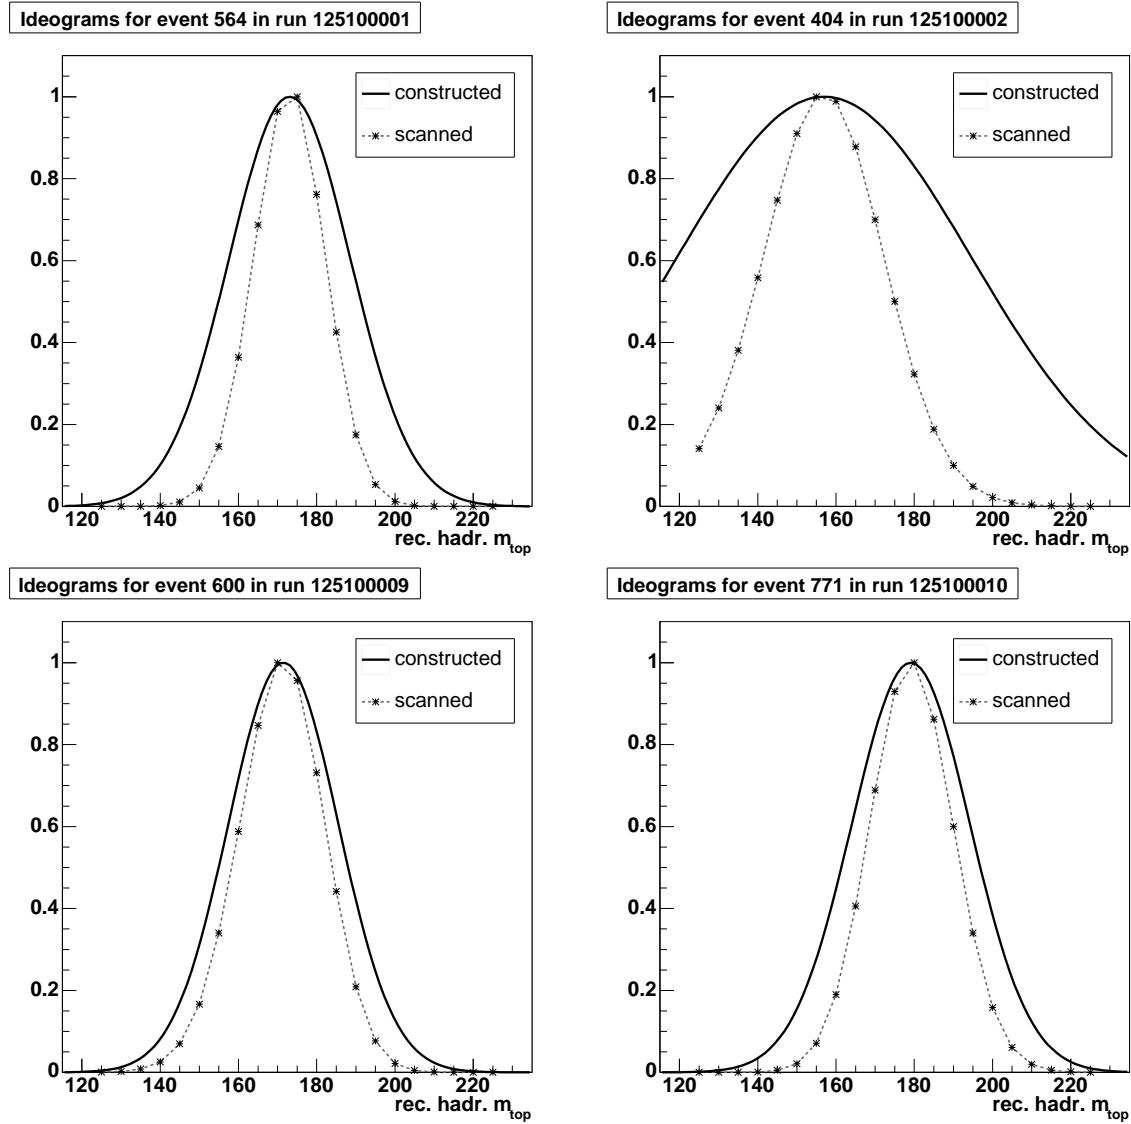 Ideograms for event 564 in run 125100001
1
0.8
0.6
0.4
0.2
0
constructed
scanned
120 140 160 180 200 220
rec. hadr. m_top
Ideograms for event 404 in run 125100002
1
0.8
0.6
0.4
0.2
0
constructed
scanned
120 140 160 180 200 220
rec. hadr. m_top
Ideograms for event 600 in run 125100009
1
0.8
0.6
0.4
0.2
0
constructed
scanned
120 140 160 180 200 220
rec. hadr. m_top
Ideograms for event 771 in run 125100010
1
0.8
0.6
0.4
0.2
0
constructed
scanned
120 140 160 180 200 220
rec. hadr. m_top